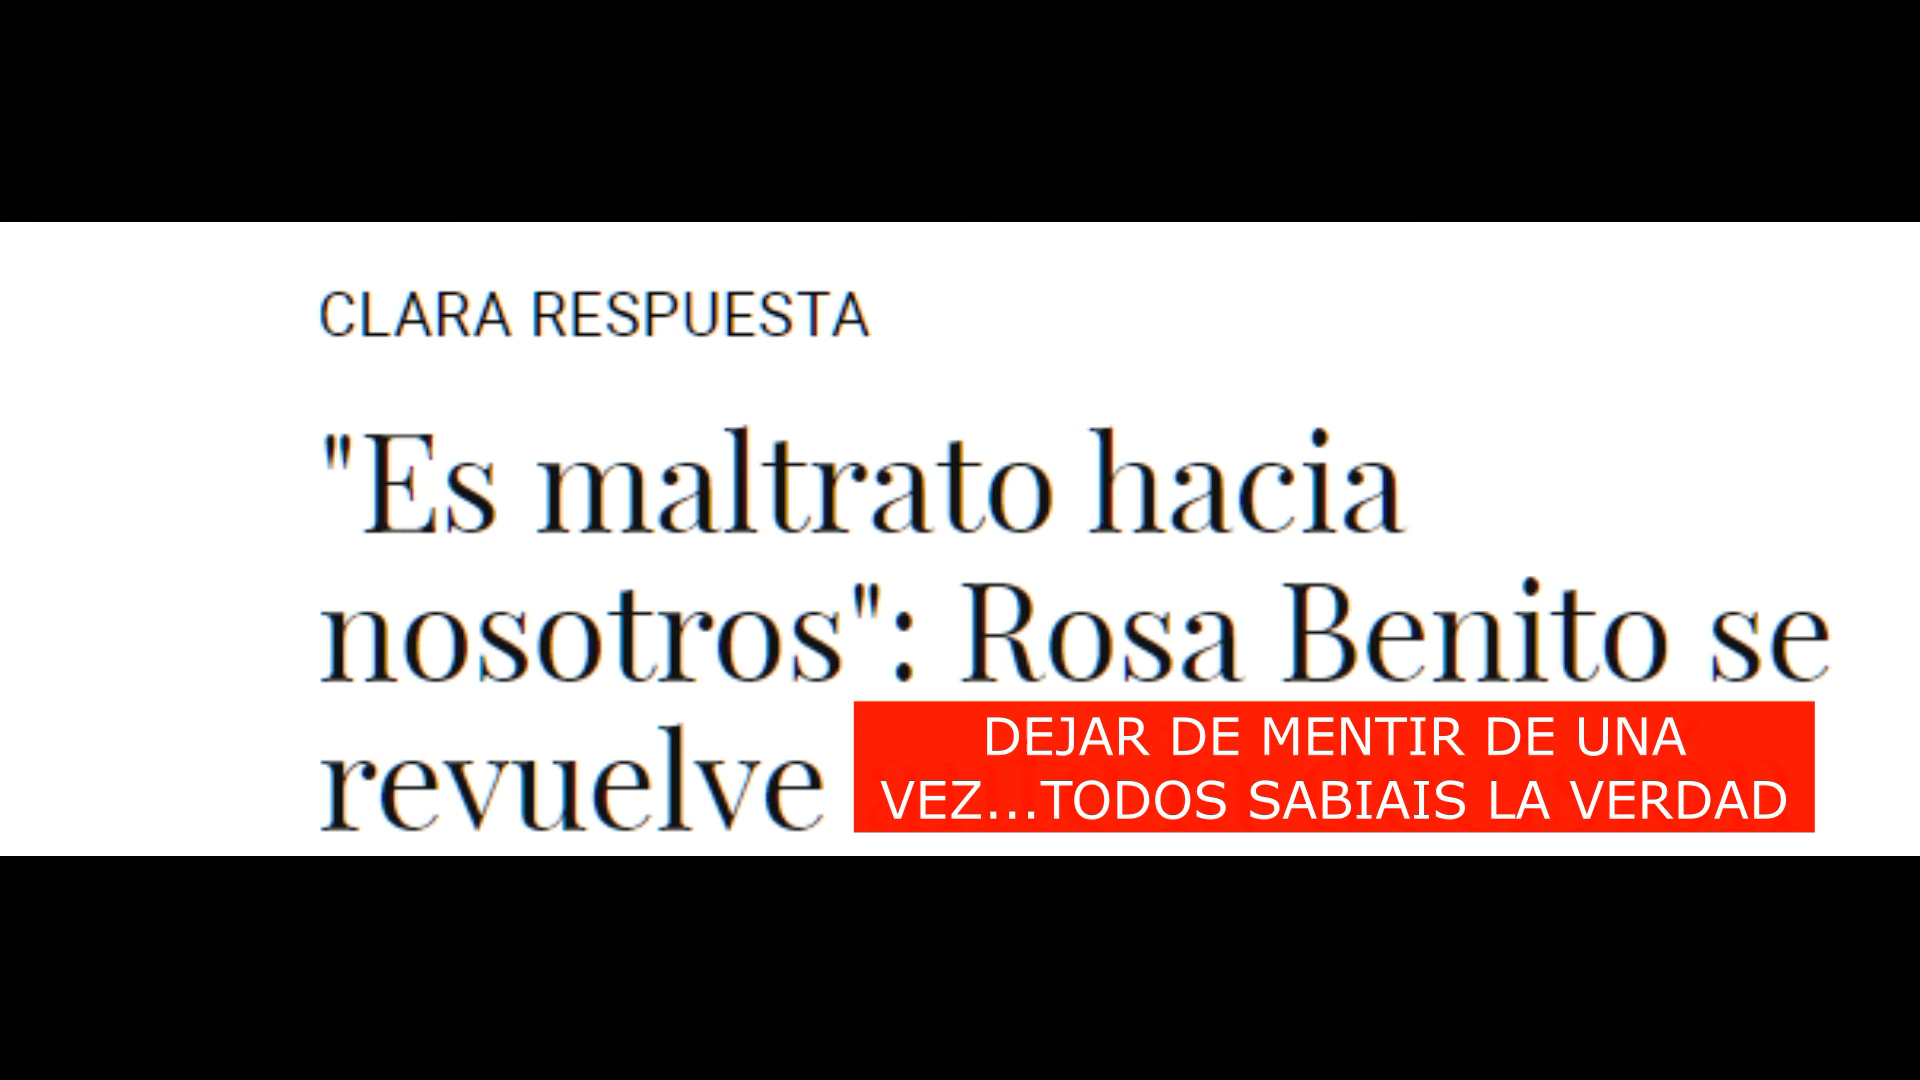 CLARA RESPUESTA
"Es maltrato hacia
nosotros": Rosa Benito se
revuelve
DEJAR DE MENTIR DE UNA
VEZ...TODOS SABIAIS LA VERDAD